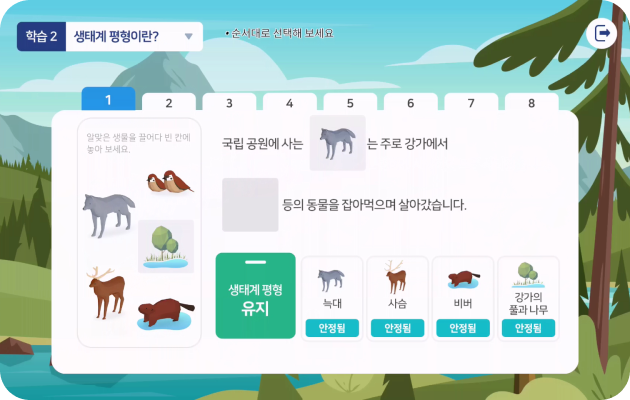 학습 2 생태계 평형이란? ▼
• 순서대로 선택해 보세요
1 2 3 4 5 6 7 8
알맞은 생물을 끌어다 빈 칸에
놓아 보세요.
국립 공원에 사는 는 주로 강가에서
등의 동물을 잡아먹으며 살아갔습니다.
생태계 평형
유지
늑대
안정됨
사슴
안정됨
비버
안정됨
강가의
풀과 나무
안정됨